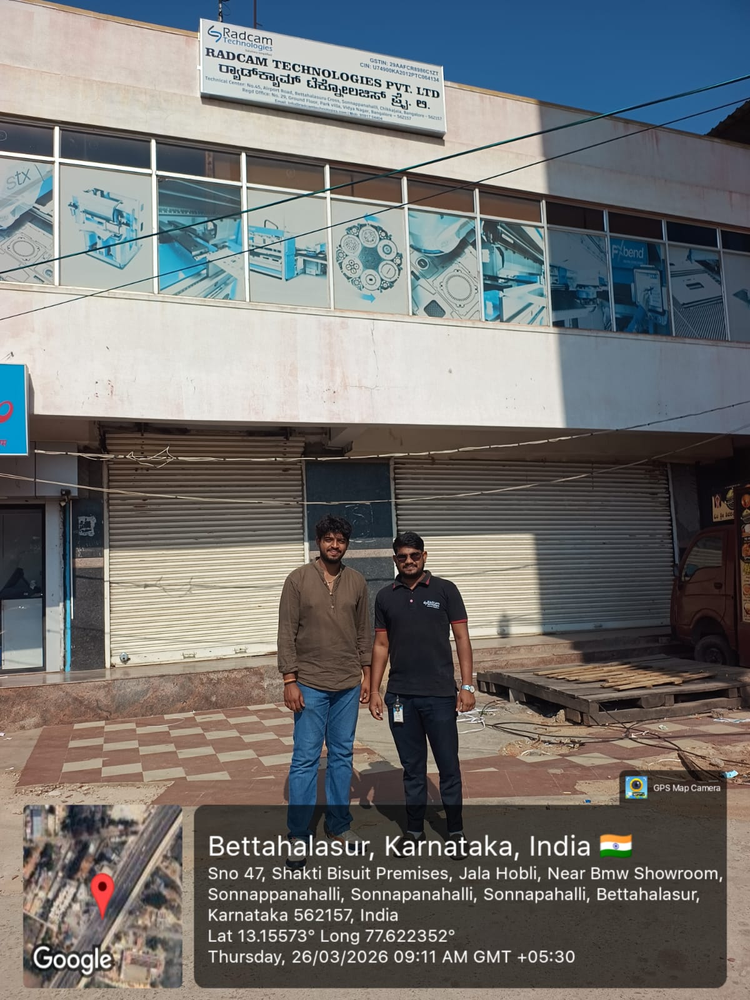 Radcam
Technologies
GSTIN: 29AAFCR8986C1ZT
CIN: U74900KA2012PTC064134
RADCAM TECHNOLOGIES PVT. LTD
ರ‍್ಯಾಡ್‌ಕ್ಯಾಮ್ ಟೆಕ್ನೋಲಜಿಸ್ ಪ್ರೈ. ಲಿ.
Technical Center: No.45, Airport Road, Bettahalasuru Cross, Sonnappanahalli, Chikkajala, Bangalore - 562157
Regd Office: No. 29, Ground Floor, Park villa, Vidya Nagar, Bangalore – 562157
stx
bend
Radcam
GPS Map Camera
Bettahalasur, Karnataka, India
Sno 47, Shakti Bisuit Premises, Jala Hobli, Near Bmw Showroom,
Sonnappanahalli, Sonnapanahalli, Sonnapahalli, Bettahalasur,
Karnataka 562157, India
Lat 13.15573° Long 77.622352°
Thursday, 26/03/2026 09:11 AM GMT +05:30
Google